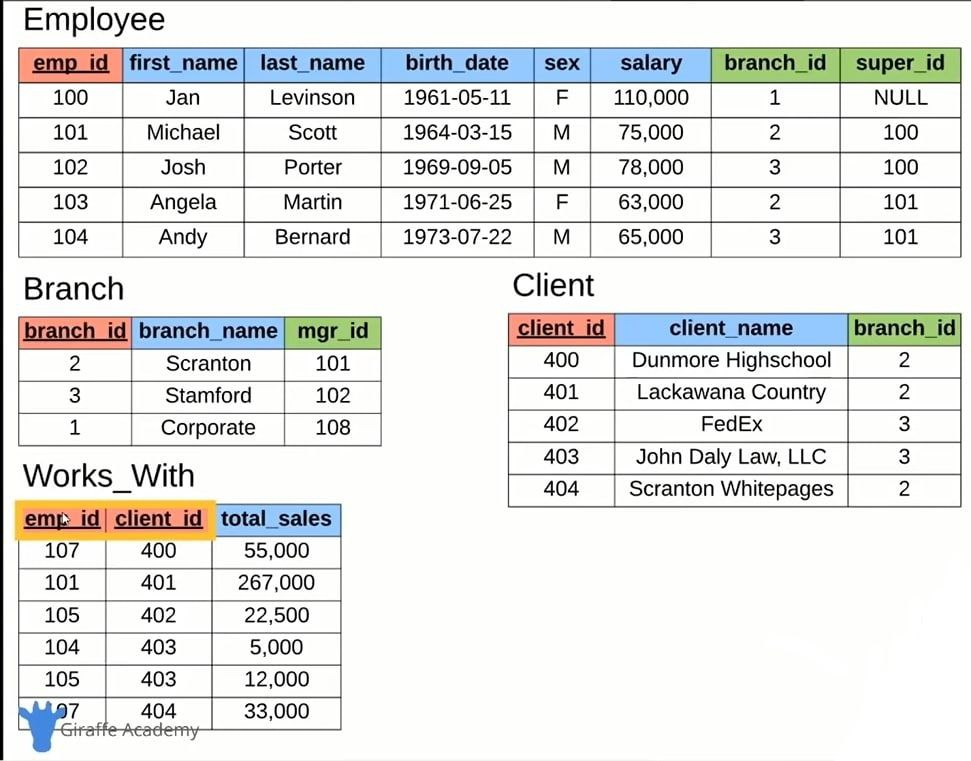 Employee
emp_id first_name last_name birth_date sex salary branch_id super_id
100 Jan Levinson 1961-05-11 F 110,000 1 NULL
101 Michael Scott 1964-03-15 M 75,000 2 100
102 Josh Porter 1969-09-05 M 78,000 3 100
103 Angela Martin 1971-06-25 F 63,000 2 101
104 Andy Bernard 1973-07-22 M 65,000 3 101
Branch
branch_id branch_name mgr_id
2 Scranton 101
3 Stamford 102
1 Corporate 108
Client
client_id client_name branch_id
400 Dunmore Highschool 2
401 Lackawana Country 2
402 FedEx 3
403 John Daly Law, LLC 3
404 Scranton Whitepages 2
Works_With
emp_id client_id total_sales
107 400 55,000
101 401 267,000
105 402 22,500
104 403 5,000
105 403 12,000
07 404 33,000
Giraffe Academy